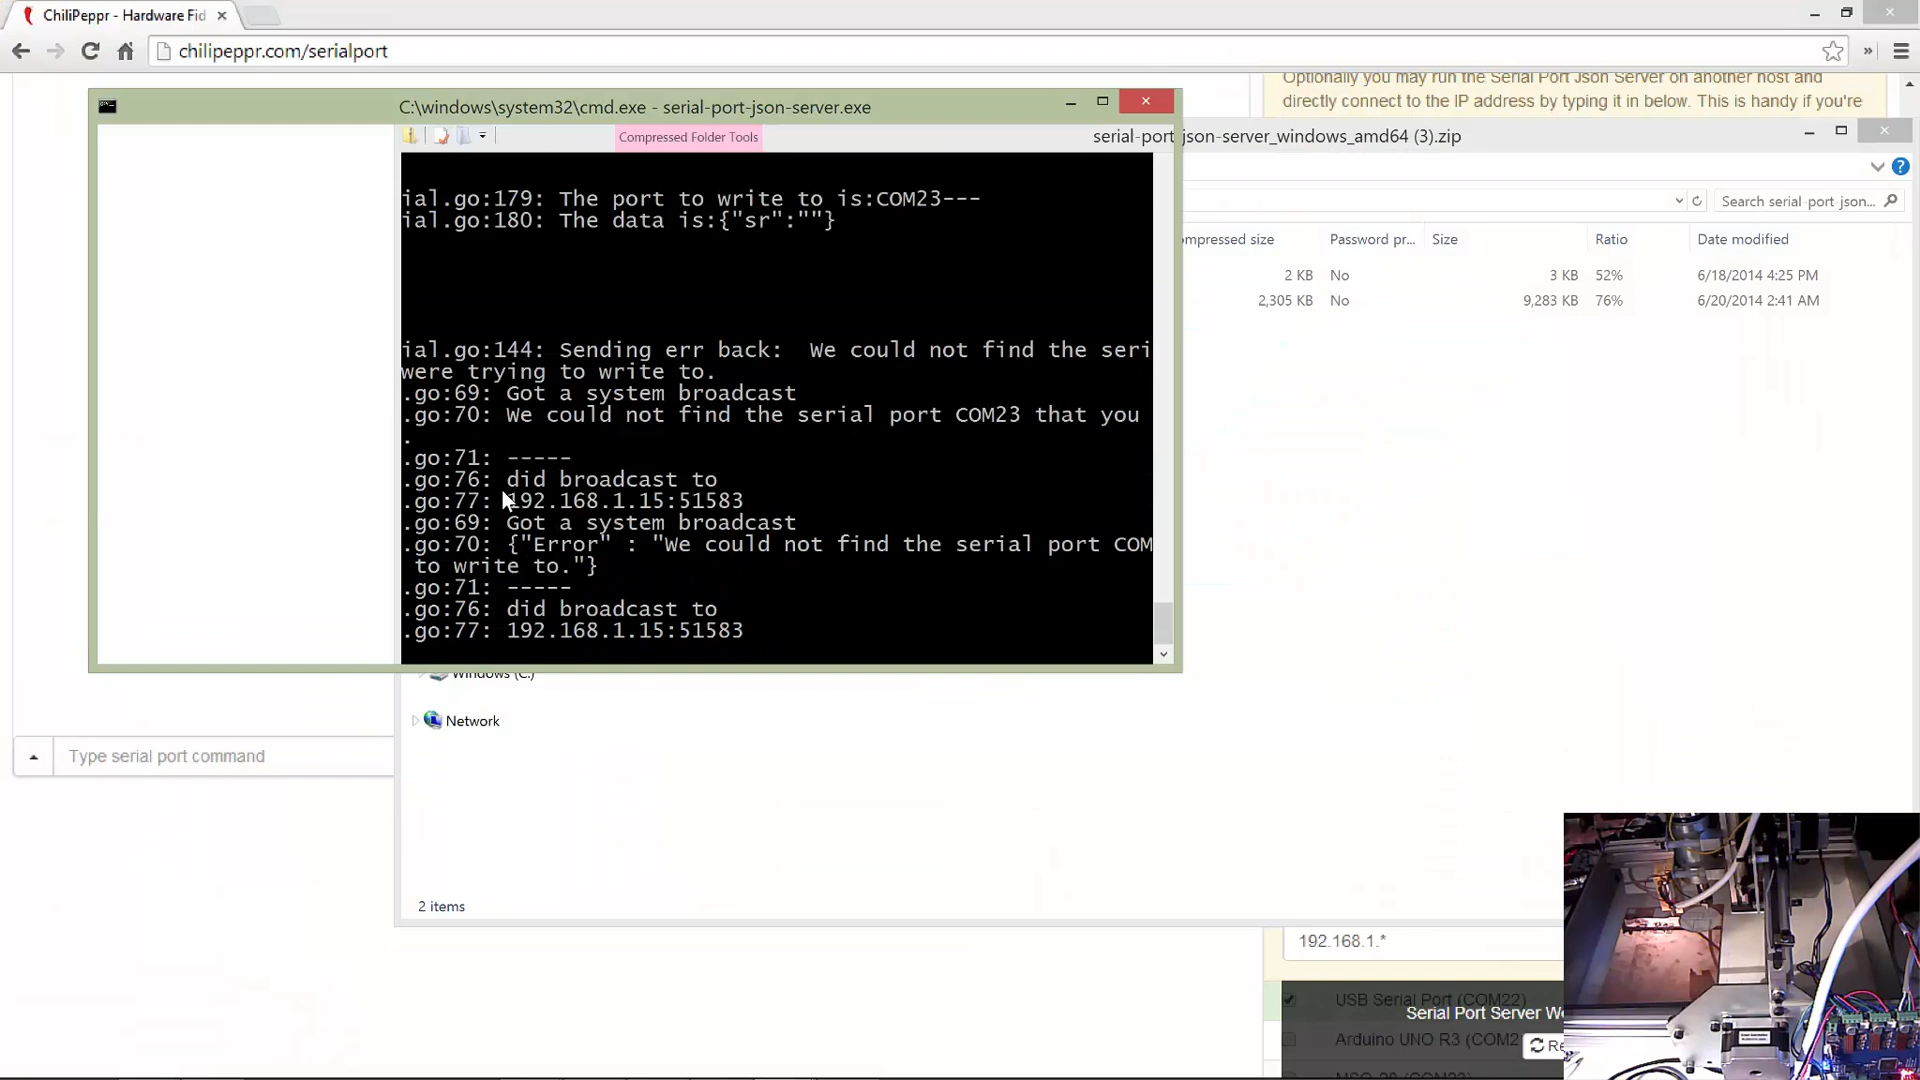 ChiliPeppr - Hardware Fid
chilipeppr.com/serialport
»
Optionally you may run the Serial Port Json Server on another host and
directly connect to the IP address by typing it in below. This is handy if you're
C:\windows\system32\cmd.exe - serial-port-json-server.exe
Compressed Folder Tools
serial-port-json-server_windows_amd64 (3).zip
Search serial-port-json...
ompressed size Password pr... Size Ratio Date modified
2 KB No 3 KB 52% 6/18/2014 4:25 PM
2,305 KB No 9,283 KB 76% 6/20/2014 2:41 AM
ial.go:179: The port to write to is:COM23---
ial.go:180: The data is:{"sr":""}
ial.go:144: Sending err back:  We could not find the seri
were trying to write to.
.go:69: Got a system broadcast
.go:70: We could not find the serial port COM23 that you
.
.go:71: -----
.go:76: did broadcast to
.go:77: 192.168.1.15:51583
.go:69: Got a system broadcast
.go:70: {"Error" : "We could not find the serial port COM
to write to."}
.go:71: -----
.go:76: did broadcast to
.go:77: 192.168.1.15:51583
Windows (C:)
Network
Type serial port command
2 items
192.168.1.*
USB Serial Port (COM22)
Serial Port Server We
Arduino UNO R3 (COM2
Re